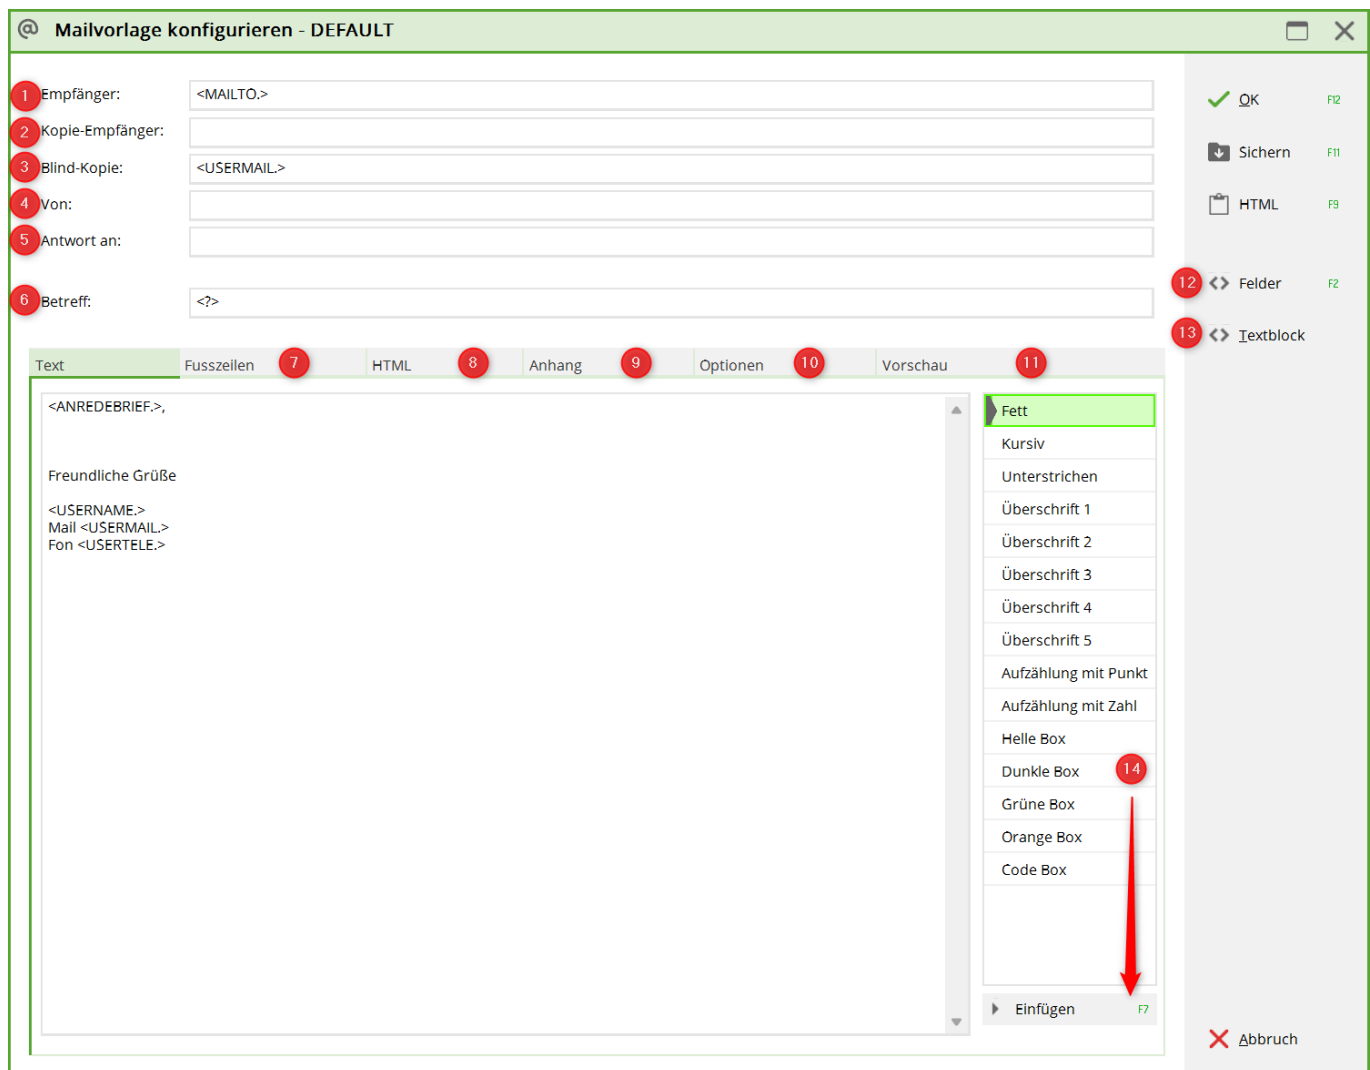 @ Mailvorlage konfigurieren - DEFAULT
1 Empfänger: <MAILTO.>
2 Kopie-Empfänger:
3 Blind-Kopie: <USERMAIL.>
4 Von:
5 Antwort an:
6 Betreff: <?>
OK F12
Sichern F11
HTML F9
12 <> Felder F2
13 <> Textblock
Text Fusszeilen 7 HTML 8 Anhang 9 Optionen 10 Vorschau 11
<ANREDEBRIEF.>,
Freundliche Grüße
<USERNAME.>
Mail <USERMAIL.>
Fon <USERTELE.>
Fett
Kursiv
Unterstrichen
Überschrift 1
Überschrift 2
Überschrift 3
Überschrift 4
Überschrift 5
Aufzählung mit Punkt
Aufzählung mit Zahl
Helle Box
Dunkle Box 14
Grüne Box
Orange Box
Code Box
Einfügen F7
Abbruch